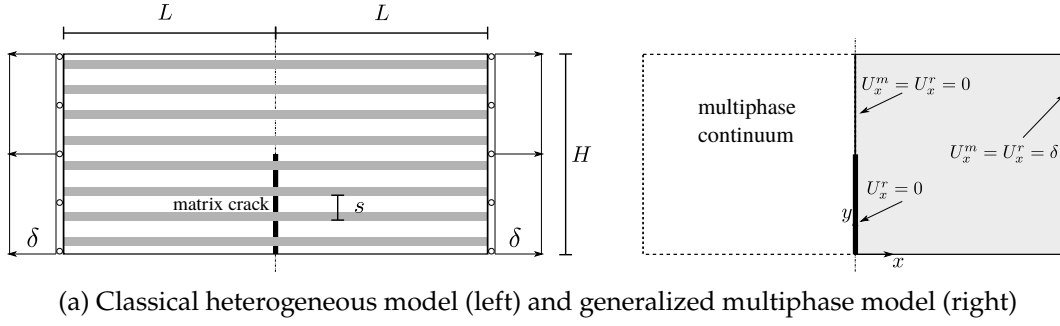 L L
U_x^m = U_x^r = 0
multiphase
continuum
H
U_x^m = U_x^r = δ
matrix crack s
U_x^r = 0
y
δ δ
x
(a) Classical heterogeneous model (left) and generalized multiphase model (right)